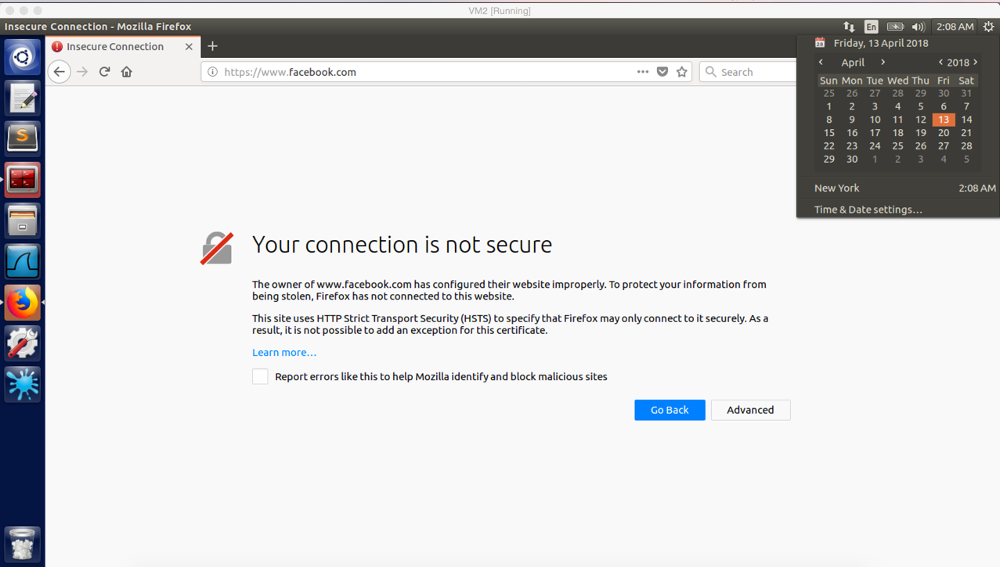 VM2 [Running]
Insecure Connection - Mozilla Firefox
En
2:08 AM
Insecure Connection
https://www.facebook.com
Search
Friday, 13 April 2018
April
2018
Sun Mon Tue Wed Thu Fri Sat
25 26 27 28 29 30 31
1 2 3 4 5 6 7
8 9 10 11 12 13 14
15 16 17 18 19 20 21
22 23 24 25 26 27 28
29 30 1 2 3 4 5
New York 2:08 AM
Time & Date settings...
Your connection is not secure
The owner of www.facebook.com has configured their website improperly. To protect your information from
being stolen, Firefox has not connected to this website.
This site uses HTTP Strict Transport Security (HSTS) to specify that Firefox may only connect to it securely. As a
result, it is not possible to add an exception for this certificate.
Learn more...
Report errors like this to help Mozilla identify and block malicious sites
Go Back
Advanced